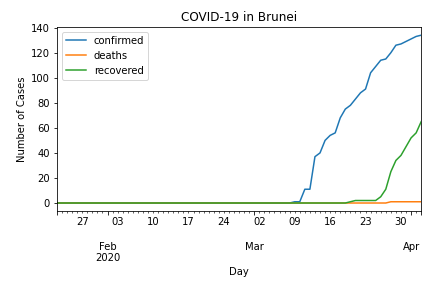 COVID-19 in Brunei
confirmed
deaths
recovered
Number of Cases
140
120
100
80
60
40
20
0
27 03 10 17 24 02 09 16 23 30
Feb Mar Apr
2020
Day